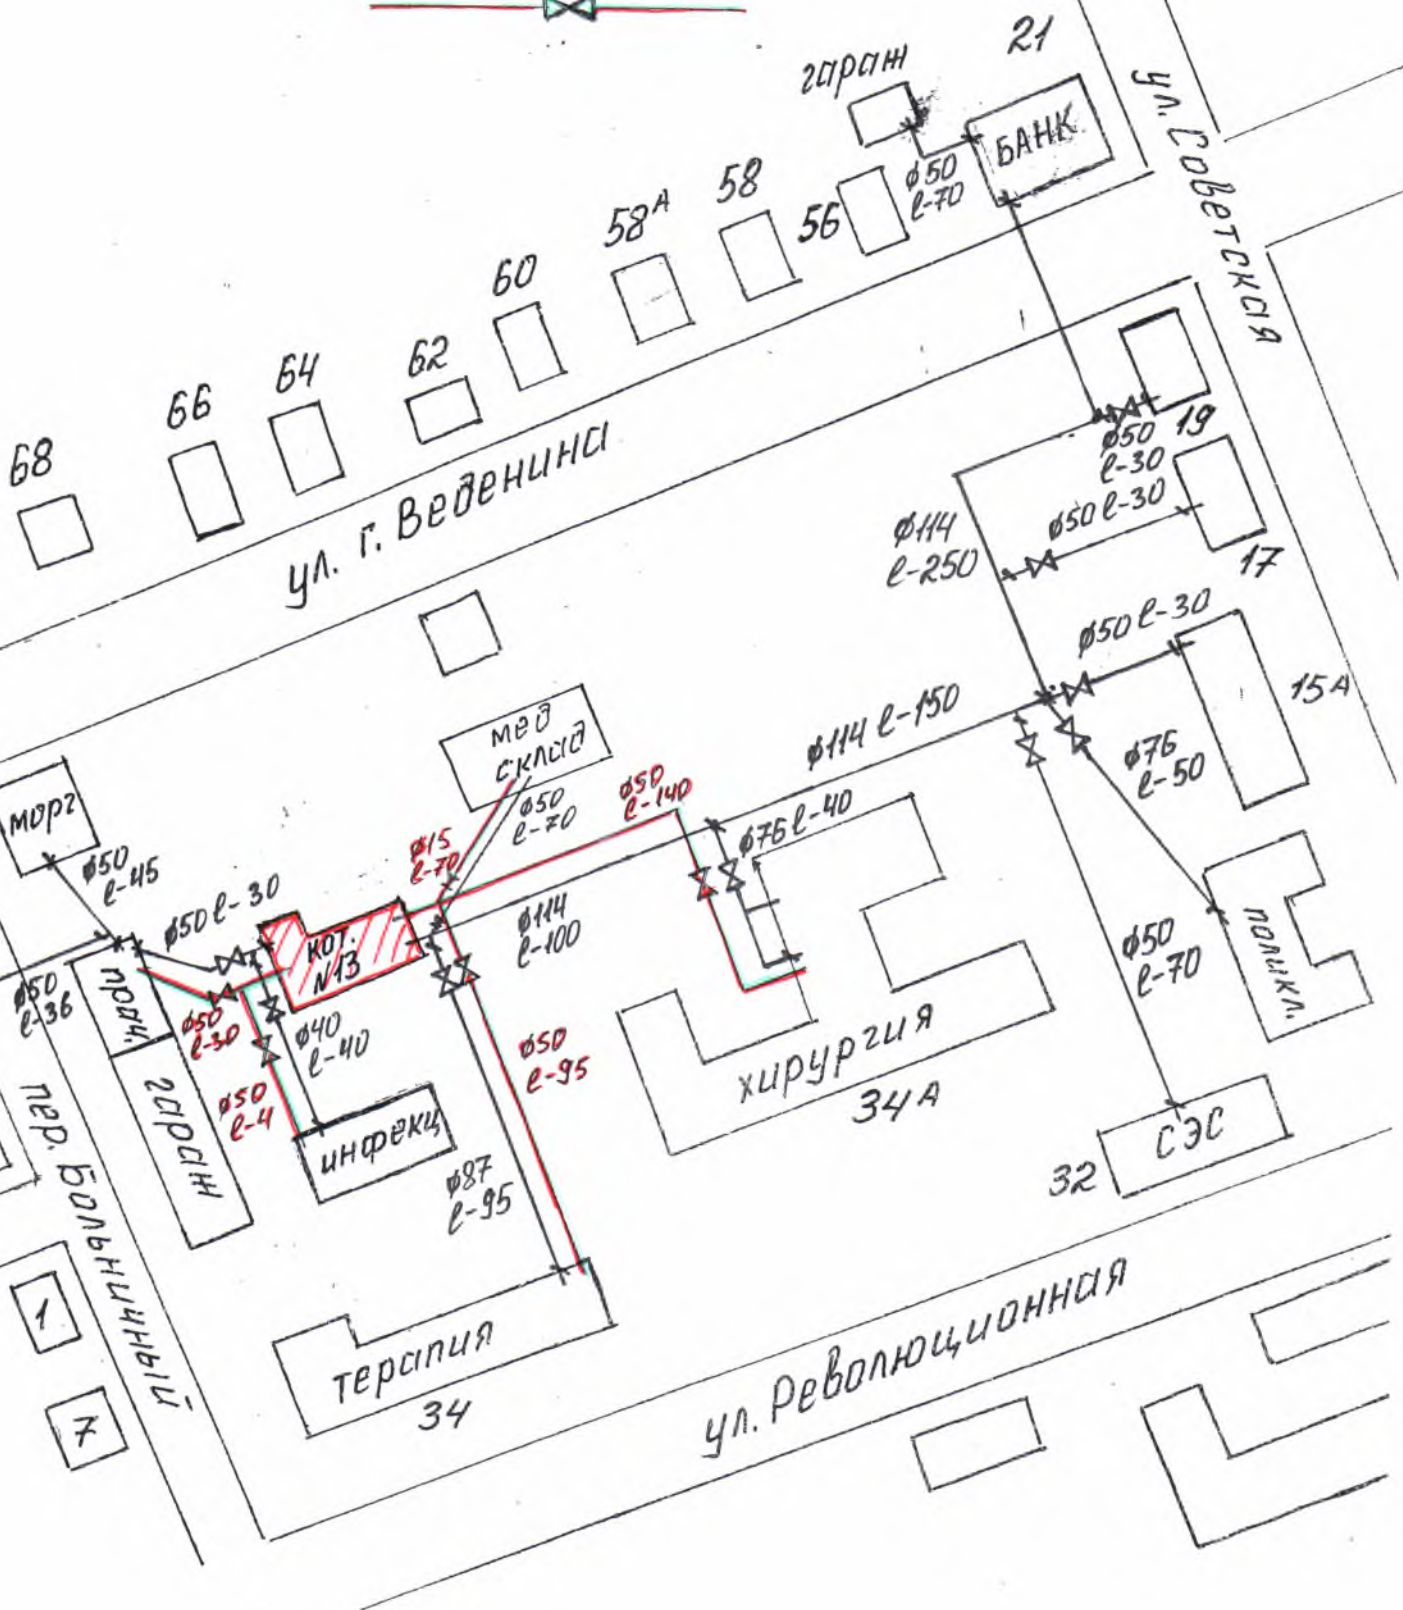 21
гараж
БАНК
ул. Советская
ф50
l-70
58
56
58А
60
62
64
66
68
ул. г. Веденина
19
ф50
l-30
ф50 l-30
17
ф114
l-250
ф50 l-30
15А
мед
склад
ф50
l-70
ф15
l-70
ф50
l-140
ф114 l-150
ф76 l-40
ф76
l-50
морг
ф50
l-45
ф50 l-30
кот.
N13
ф114
l-100
ф50
l-70
поликл.
ф50
l-36
прач.
ф50
l-30
ф40
l-40
ф50
l-4
ф50
l-95
хирургия
34А
гараж
инфекц
ф87
l-95
СЭС
32
пер. Больничный
1
7
терапия
34
ул. Революционная